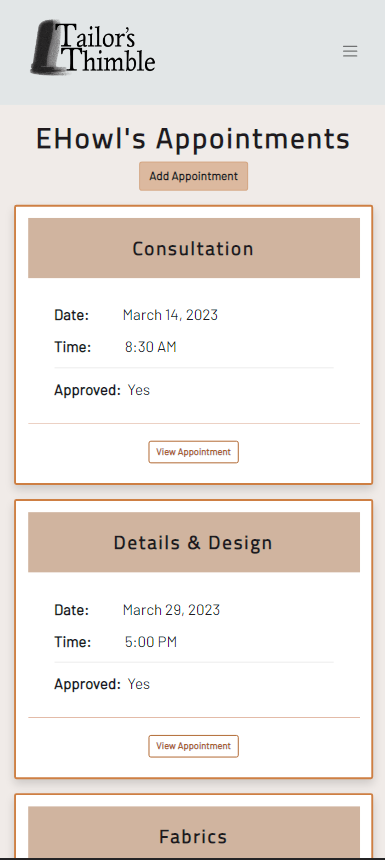 Tailor's
Thimble
EHowl's Appointments
Add Appointment
Consultation
Date: March 14, 2023
Time: 8:30 AM
Approved: Yes
View Appointment
Details & Design
Date: March 29, 2023
Time: 5:00 PM
Approved: Yes
View Appointment
Fabrics